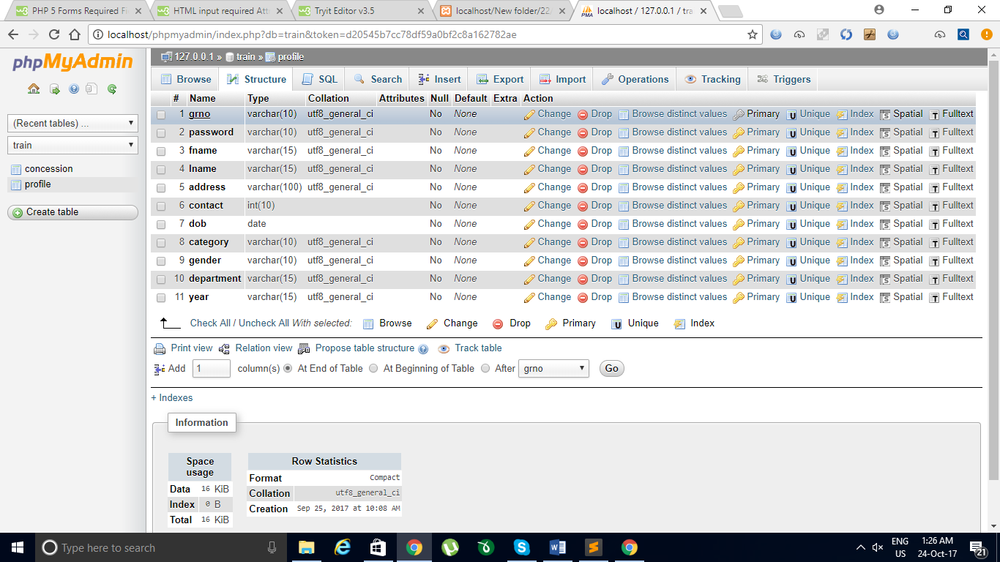 PHP 5 Forms Required Fi
HTML input required Att
Tryit Editor v3.5
localhost/New folder/22,
localhost / 127.0.0.1 / tra
localhost/phpmyadmin/index.php?db=train&token=d20545b7cc78df59a0bf2c8a162782ae
phpMyAdmin
(Recent tables) ...
train
concession
profile
Create table
127.0.0.1 » train » profile
Browse Structure SQL Search Insert Export Import Operations Tracking Triggers
# Name Type Collation Attributes Null Default Extra Action
1 grno varchar(10) utf8_general_ci No None Change Drop Browse distinct values Primary Unique Index Spatial Fulltext
2 password varchar(10) utf8_general_ci No None Change Drop Browse distinct values Primary Unique Index Spatial Fulltext
3 fname varchar(15) utf8_general_ci No None Change Drop Browse distinct values Primary Unique Index Spatial Fulltext
4 lname varchar(15) utf8_general_ci No None Change Drop Browse distinct values Primary Unique Index Spatial Fulltext
5 address varchar(100) utf8_general_ci No None Change Drop Browse distinct values Primary Unique Index Spatial Fulltext
6 contact int(10) No None Change Drop Browse distinct values Primary Unique Index Spatial Fulltext
7 dob date No None Change Drop Browse distinct values Primary Unique Index Spatial Fulltext
8 category varchar(10) utf8_general_ci No None Change Drop Browse distinct values Primary Unique Index Spatial Fulltext
9 gender varchar(10) utf8_general_ci No None Change Drop Browse distinct values Primary Unique Index Spatial Fulltext
10 department varchar(15) utf8_general_ci No None Change Drop Browse distinct values Primary Unique Index Spatial Fulltext
11 year varchar(15) utf8_general_ci No None Change Drop Browse distinct values Primary Unique Index Spatial Fulltext
Check All / Uncheck All With selected: Browse Change Drop Primary Unique Index
Print view Relation view Propose table structure Track table
Add 1 column(s) At End of Table At Beginning of Table After grno Go
+ Indexes
Information
Space usage
Data 16 KiB
Index 0 B
Total 16 KiB
Row Statistics
Format Compact
Collation utf8_general_ci
Creation Sep 25, 2017 at 10:08 AM
Type here to search
ENG
US
1:26 AM
24-Oct-17
21